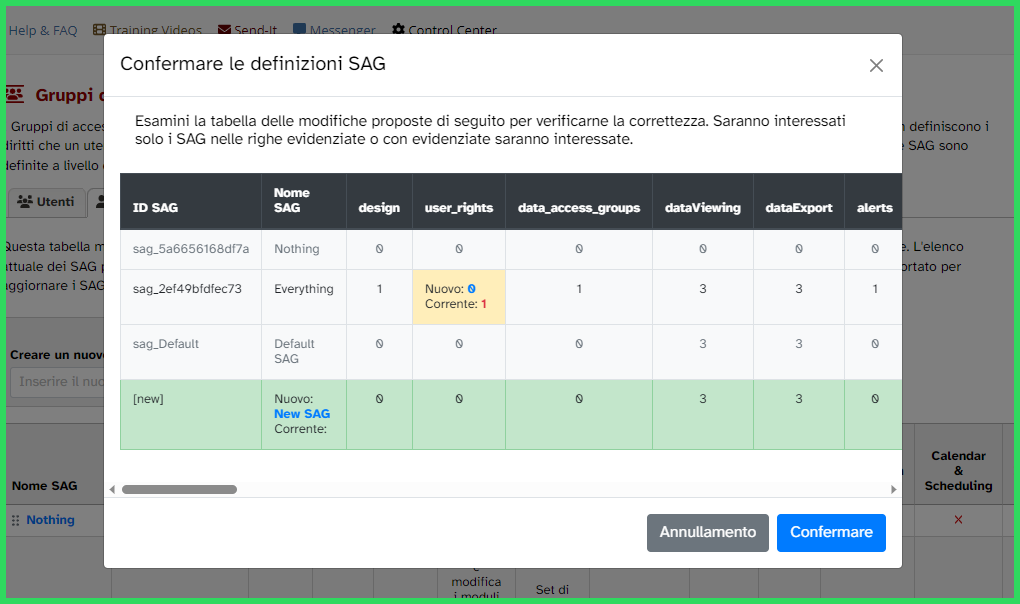 Help & FAQ Training Videos Send-It Messenger Control Center
Confermare le definizioni SAG
Gruppi d
Esamini la tabella delle modifiche proposte di seguito per verificarne la correttezza. Saranno interessati
solo i SAG nelle righe evidenziate o con evidenziate saranno interessate.
Gruppi di acces
n definiscono i
diritti che un ute
e SAG sono
definite a livello
Utenti
ID SAG Nome SAG design user_rights data_access_groups dataViewing dataExport alerts
sag_5a6656168df7a Nothing 0 0 0 0 0 0
Questa tabella m
e. L'elenco
attuale dei SAG p
ortato per
aggiornare i SAG
sag_2ef49bfdfec73 Everything 1 Nuovo: 0 1 3 3 1
Corrente: 1
sag_Default Default SAG 0 0 0 3 3 0
Creare un nuovo
Inserire il nuo
[new] Nuovo: 0 0 0 3 3 0
New SAG
Corrente:
Nome SAG
Calendar
&
Scheduling
Nothing
Annullamento Confermare
modifica
i moduli
Set di